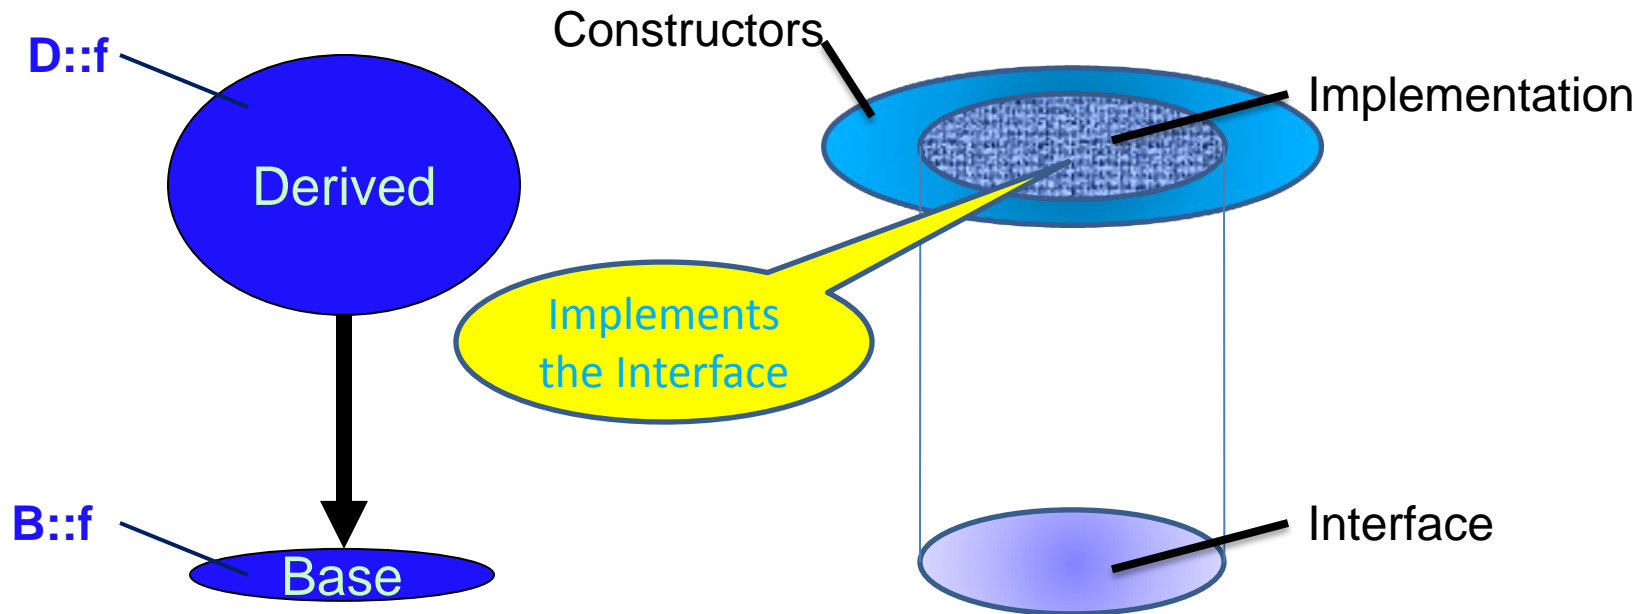 Constructors
D::f
Implementation
Derived
Implements
the Interface
B::f
Interface
Base